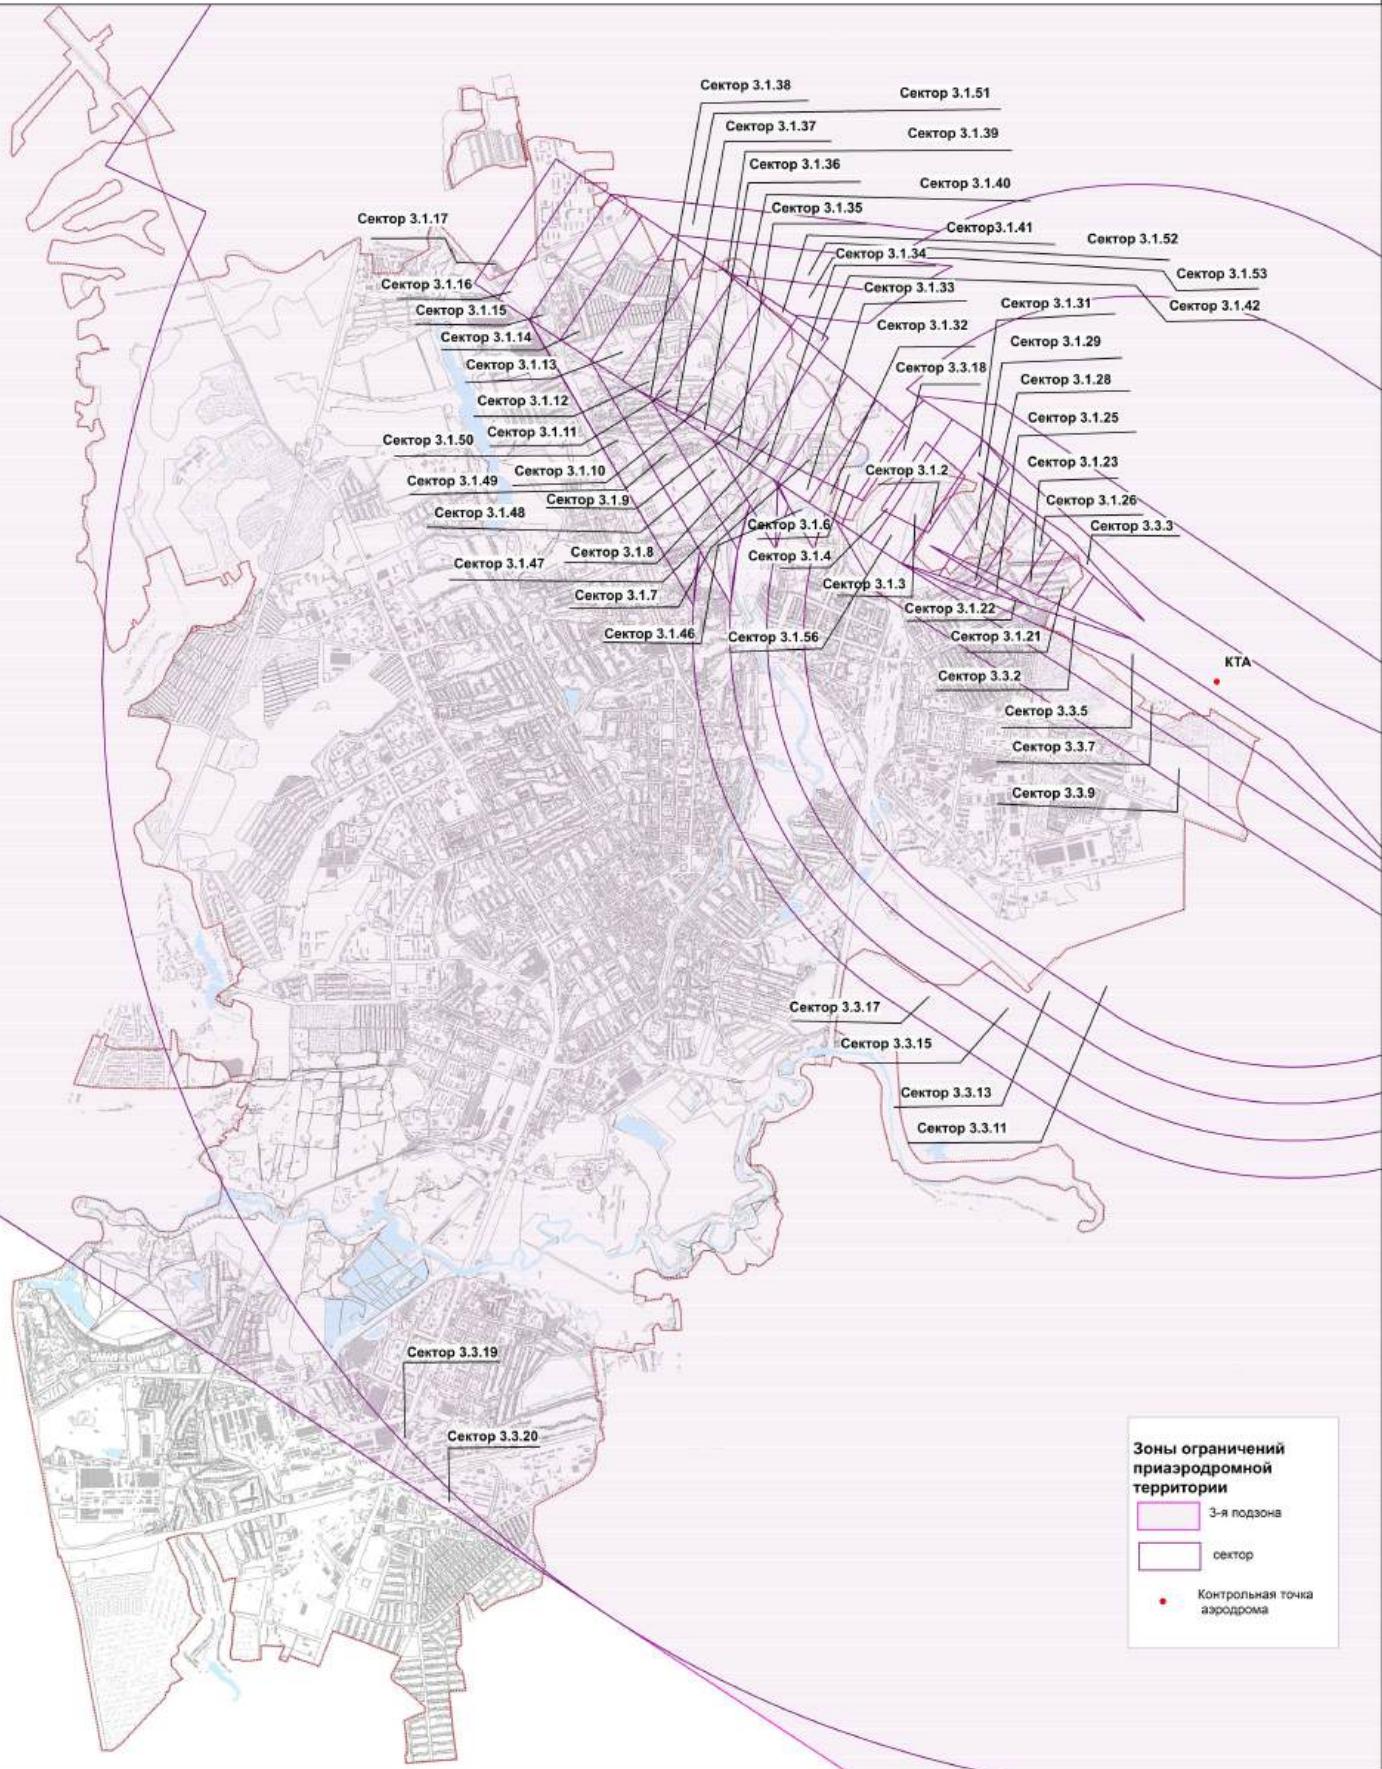 Сектор 3.1.38
Сектор 3.1.51
Сектор 3.1.37
Сектор 3.1.39
Сектор 3.1.36
Сектор 3.1.40
Сектор 3.1.35
Сектор 3.1.17
Сектор3.1.41
Сектор 3.1.52
Сектор 3.1.34
Сектор 3.1.53
Сектор 3.1.16
Сектор 3.1.33
Сектор 3.1.31
Сектор 3.1.42
Сектор 3.1.15
Сектор 3.1.32
Сектор 3.1.14
Сектор 3.1.29
Сектор 3.1.13
Сектор 3.3.18
Сектор 3.1.28
Сектор 3.1.12
Сектор 3.1.25
Сектор 3.1.11
Сектор 3.1.50
Сектор 3.1.23
Сектор 3.1.10
Сектор 3.1.2
Сектор 3.1.49
Сектор 3.1.9
Сектор 3.1.26
Сектор 3.1.48
Сектор 3.1.6
Сектор 3.3.3
Сектор 3.1.8
Сектор 3.1.4
Сектор 3.1.47
Сектор 3.1.3
Сектор 3.1.7
Сектор 3.1.22
Сектор 3.1.46
Сектор 3.1.56
Сектор 3.1.21
КТА
Сектор 3.3.2
Сектор 3.3.5
Сектор 3.3.7
Сектор 3.3.9
Сектор 3.3.17
Сектор 3.3.15
Сектор 3.3.13
Сектор 3.3.11
Сектор 3.3.19
Сектор 3.3.20
Зоны ограничений
приаэродромной
территории
3-я подзона
сектор
Контрольная точка
аэродрома